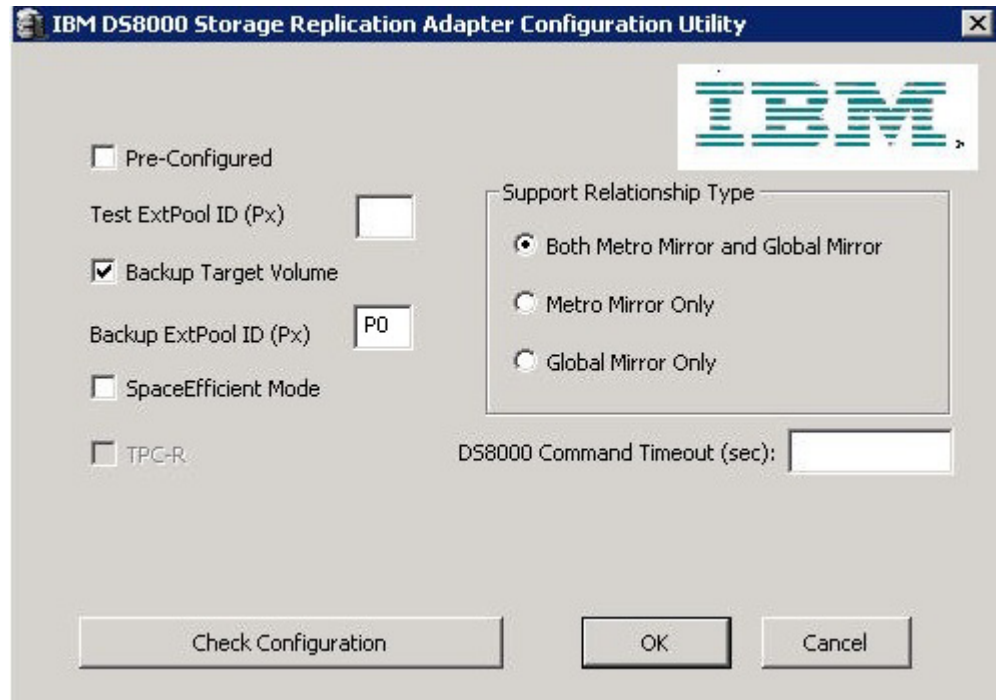 IBM DS8000 Storage Replication Adapter Configuration Utility
IBM
Pre-Configured
Test ExtPool ID (Px)
Backup Target Volume
Backup ExtPool ID (Px)
P0
SpaceEfficient Mode
TPC-R
Support Relationship Type
Both Metro Mirror and Global Mirror
Metro Mirror Only
Global Mirror Only
DS8000 Command Timeout (sec):
Check Configuration
OK
Cancel